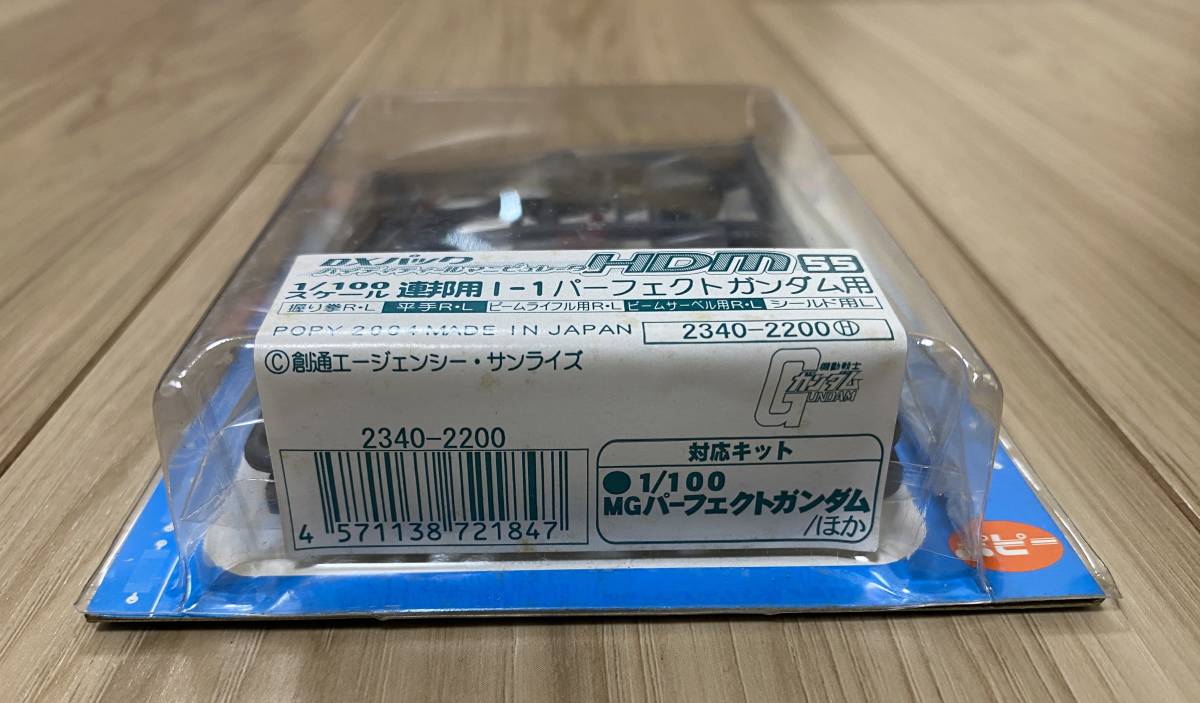 DXパック
ハイディティールマニピュレーター HDM 55
1/100
スケール 連邦用 I-1 パーフェクトガンダム用
握り拳R・L 平手R・L ビームライフル用R・L ビームサーベル用R・L シールド用L
POPY 2004 MADE IN JAPAN 2340-2200 Ⓗ
Ⓒ創通エージェンシー・サンライズ
機動戦士
ガンダム
GUNDAM
2340-2200
4 571138 721847
対応キット
●1/100
MGパーフェクトガンダム
/ほか